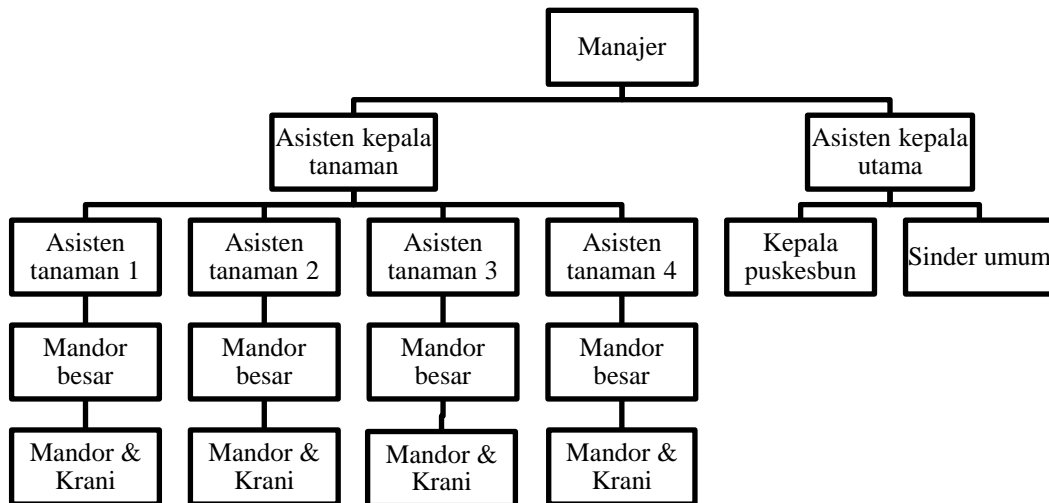 Manajer
Asisten kepala
tanaman
Asisten kepala
utama
Asisten
tanaman 1
Asisten
tanaman 2
Asisten
tanaman 3
Asisten
tanaman 4
Kepala
puskesbun
Sinder umum
Mandor
besar
Mandor
besar
Mandor
besar
Mandor
besar
Mandor &
Krani
Mandor &
Krani
Mandor &
Krani
Mandor &
Krani